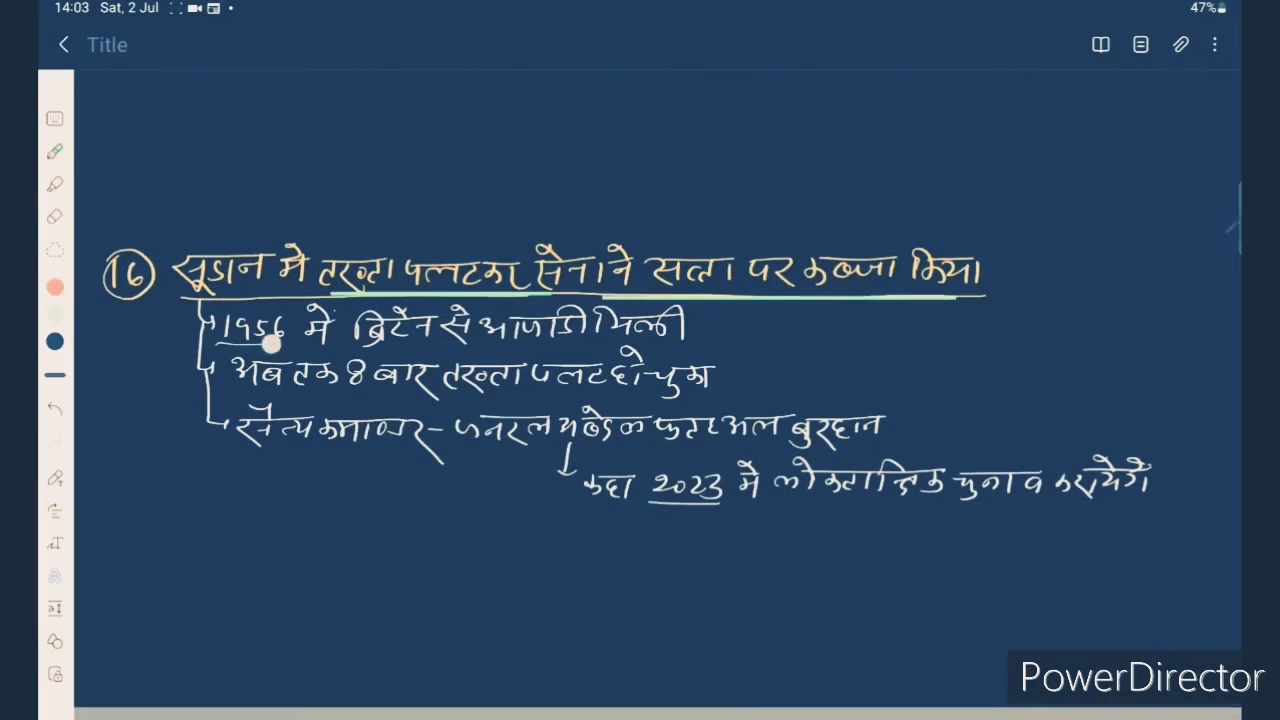 14:03 Sat, 2 Jul
47%
Title
16 सूडान मे तख्ता पलटकर सेना ने सत्ता पर कब्जा किया
1956 में ब्रिटेन से आजादी मिली
अब तक 8 बार तख्ता पलट हो चुका
सैन्य कमाण्डर - जनरल अब्देल फतह अल बुरहान
कहा 2023 मे लोकतांत्रिक चुनाव करायेगें
PowerDirector